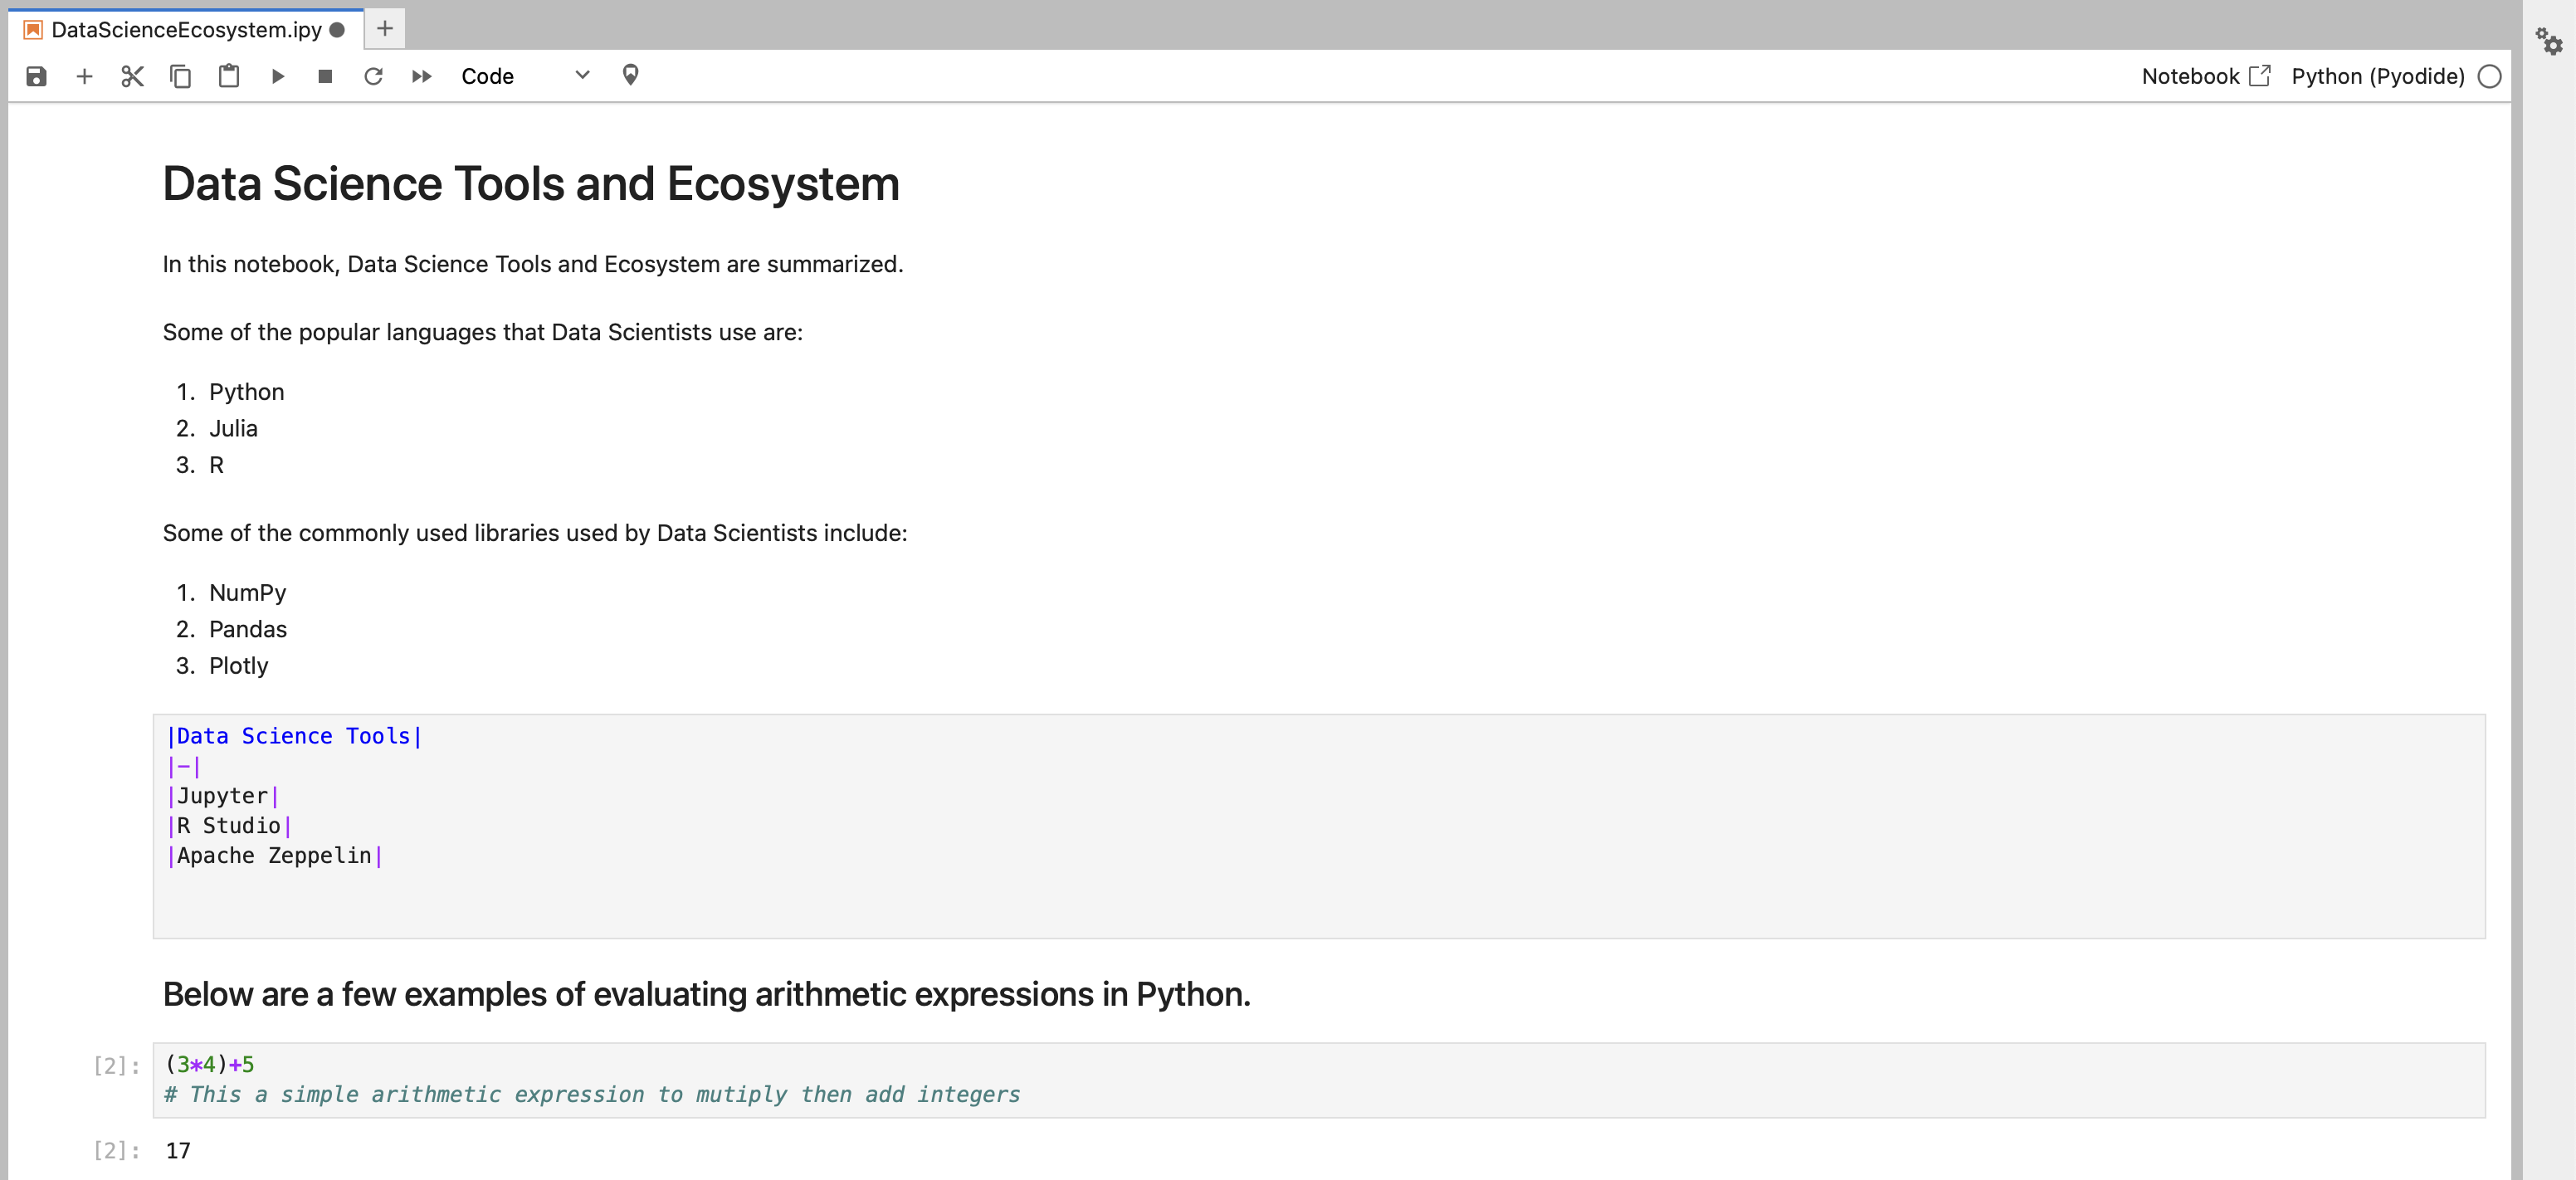 DataScienceEcosystem.ipy
Code
Notebook
Python (Pyodide)
Data Science Tools and Ecosystem
In this notebook, Data Science Tools and Ecosystem are summarized.
Some of the popular languages that Data Scientists use are:
1. Python
2. Julia
3. R
Some of the commonly used libraries used by Data Scientists include:
1. NumPy
2. Pandas
3. Plotly
|Data Science Tools|
|-|
|Jupyter|
|R Studio|
|Apache Zeppelin|
Below are a few examples of evaluating arithmetic expressions in Python.
[2]: (3*4)+5
# This a simple arithmetic expression to mutiply then add integers
[2]: 17